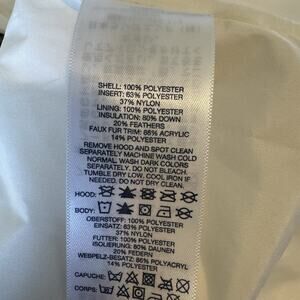 SHELL: 100% POLYESTER
INSERT: 63% POLYESTER
37% NYLON
LINING: 100% POLYESTER
INSULATION: 80% DOWN
20% FEATHERS
FAUX FUR TRIM: 86% ACRYLIC
14% POLYESTER
REMOVE HOOD AND SPOT CLEAN
SEPARATELY MACHINE WASH COLD
NORMAL WASH DARK COLORS
SEPARATELY. DO NOT BLEACH.
TUMBLE DRY LOW. COOL IRON IF
NEEDED. DO NOT DRY CLEAN.
HOOD:
BODY:
OBERSTOFF: 100% POLYESTER
EINSATZ: 63% POLYESTER
37% NYLON
FUTTER: 100% POLYESTER
ISOLIERUNG: 80% DAUNEN
20% FEDERN
WEBPELZ-BESATZ: 86% POLYACRYL
14% POLYESTER
CAPUCHE:
CORPS: